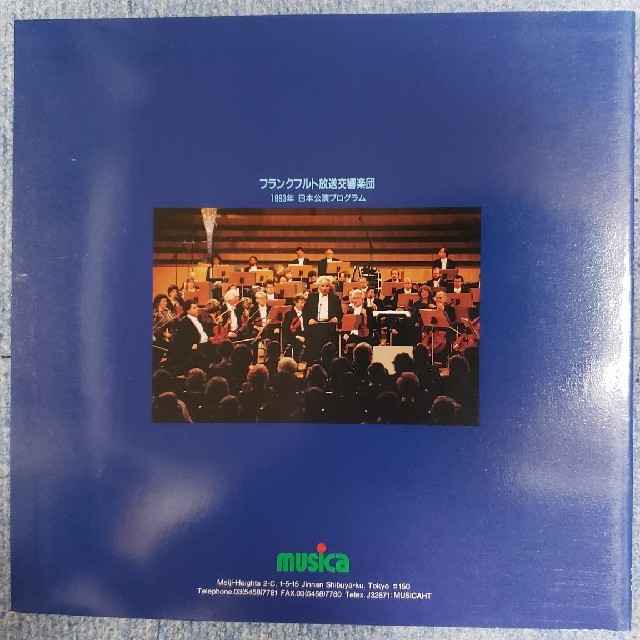 フランクフルト放送交響楽団
1993年 日本公演プログラム
musica
Meiji-Heights 2-C, 1-5-15 Jinnan Shibuya-ku, Tokyo 〒150
Telephone.03(5458)7781 FAX.03(5458)7780 Telex. J32871: MUSICAHT